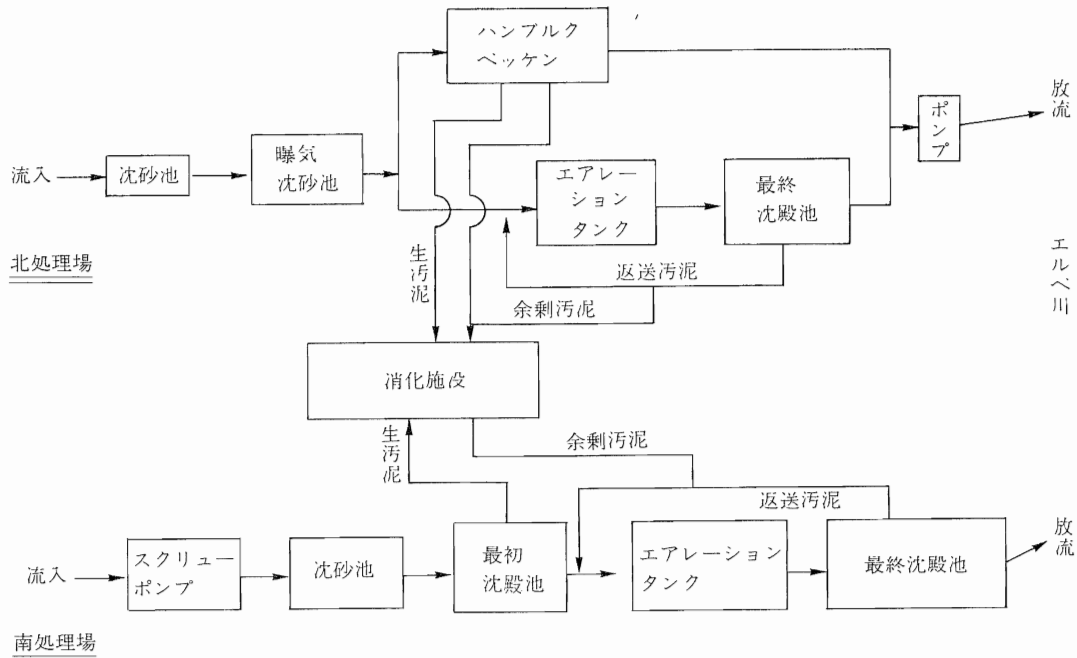 ハンブルク
ベッケン
放流
ポンプ
流入
沈砂池
曝気
沈砂池
エアレー
ション
タンク
最終
沈殿池
北処理場
生汚泥
返送汚泥
余剰汚泥
エルベ川
消化施設
生汚泥
余剰汚泥
返送汚泥
流入
スクリュー
ポンプ
沈砂池
最初
沈殿池
エアレーション
タンク
最終沈殿池
放流
南処理場